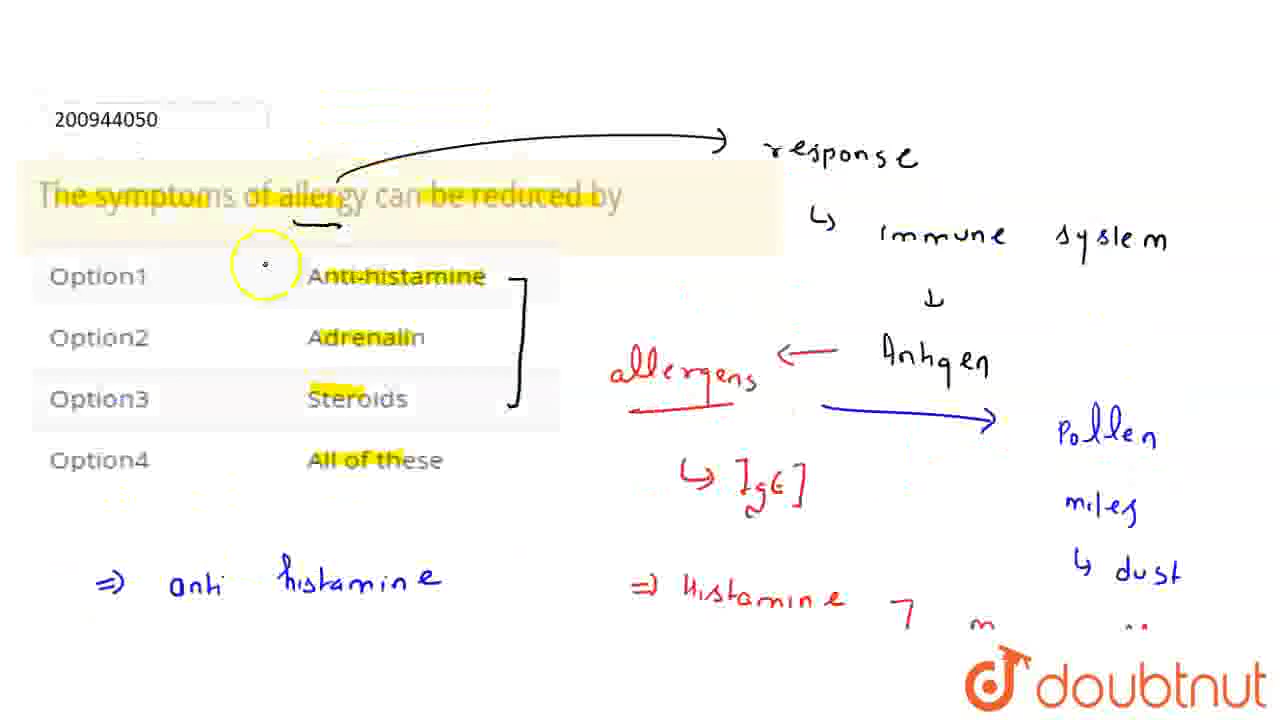 200944050
The symptoms of allergy can be reduced by
Option1 Anti-histamine
Option2 Adrenalin
Option3 Steroids
Option4 All of these
response
immune system
Antigen
allergens
IgE
pollen
mites
dust
Histamine
anti histamine
doubtnut